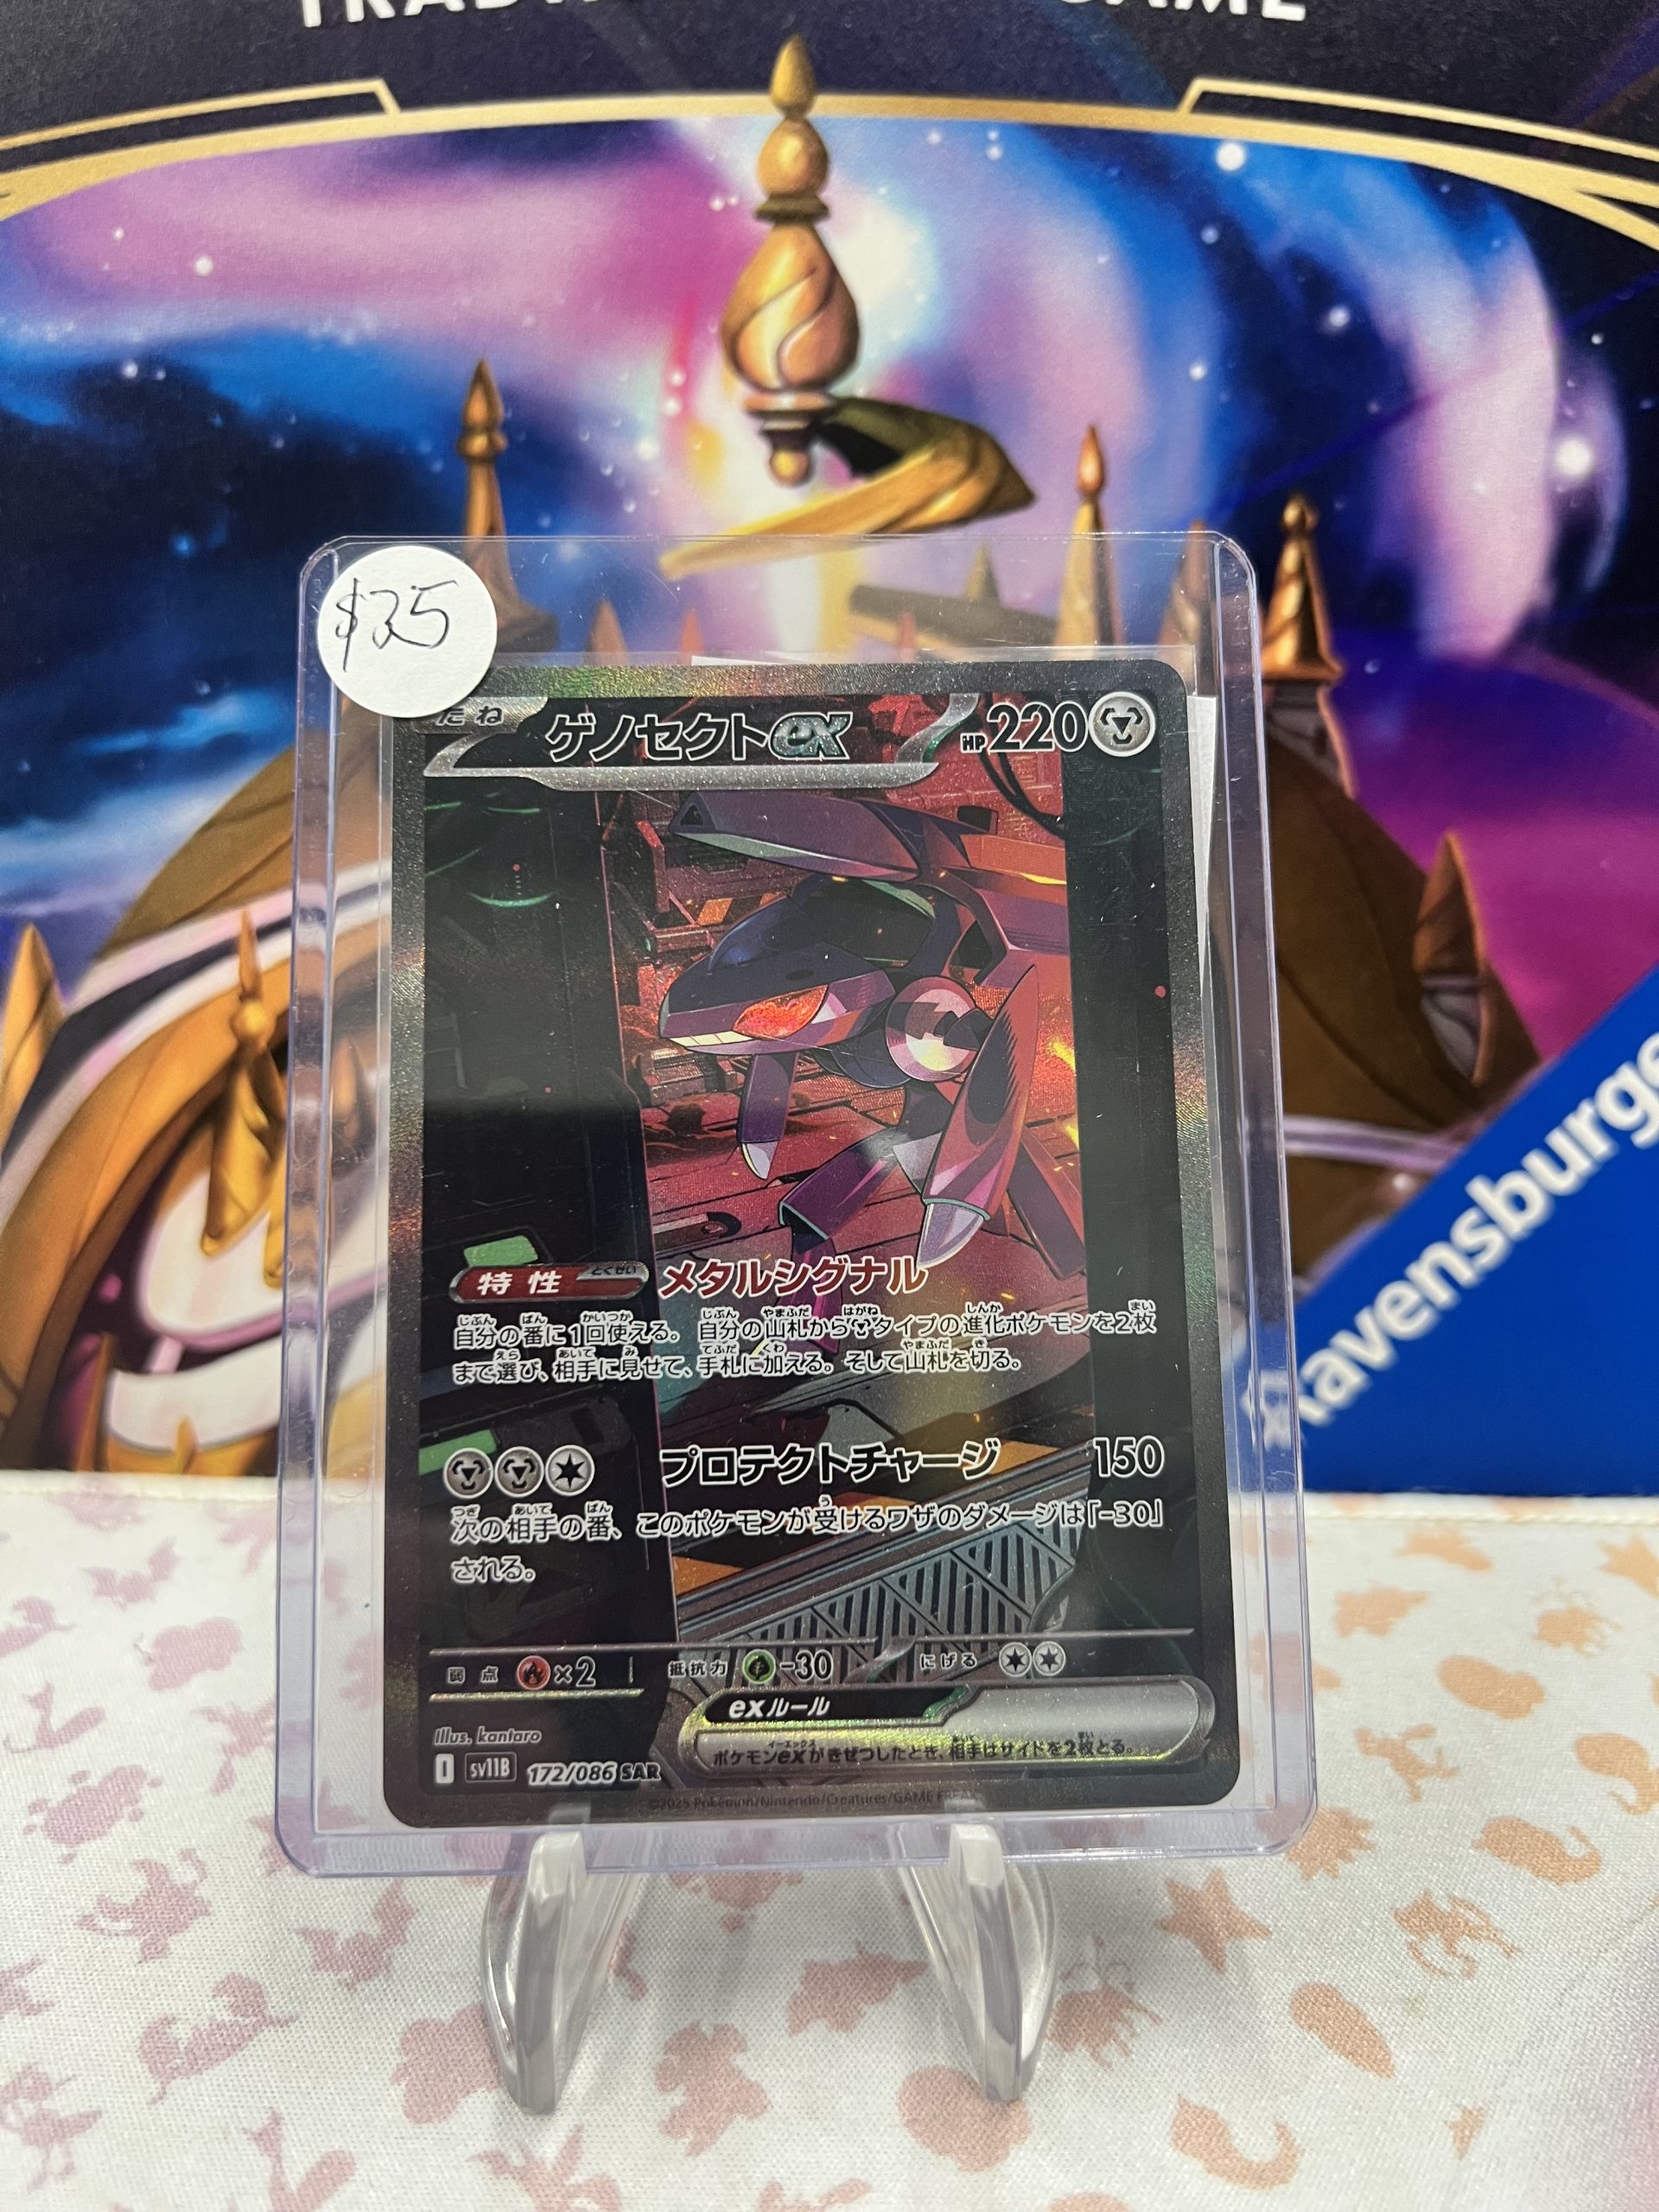 TRADING CARD GAME
$25
たね
ゲノセクトex
HP 220
特性 とくせい メタルシグナル
自分の番に1回使える。自分の山札からタイプの進化ポケモンを2枚
まで選び、相手に見せて、手札に加える。そして山札を切る。
プロテクトチャージ 150
次の相手の番、このポケモンが受けるワザのダメージは「-30」
される。
弱点 ×2 抵抗力 -30 にげる
exルール
ポケモンexがきぜつしたとき、相手はサイドを2枚とる。
Illus. kantaro
I sv11B 172/086 SAR
©2025 Pokémon/Nintendo/Creatures/GAME FREAK
Ravensburger